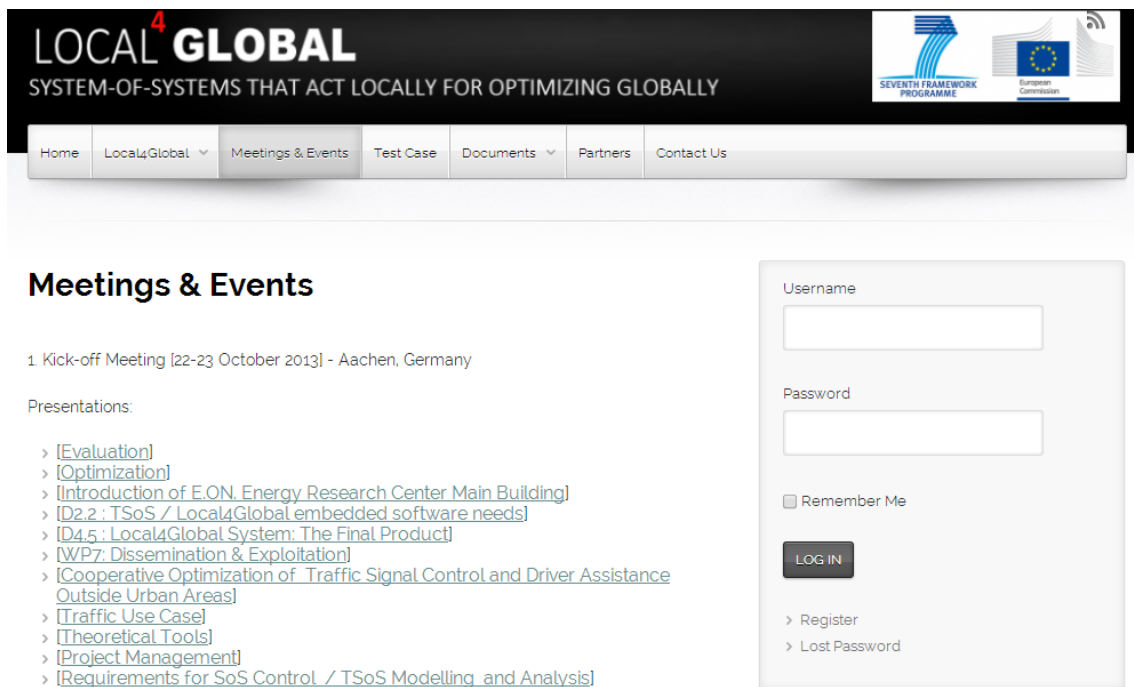 LOCAL4 GLOBAL
SYSTEM-OF-SYSTEMS THAT ACT LOCALLY FOR OPTIMIZING GLOBALLY
SEVENTH FRAMEWORK
PROGRAMME
European
Commission
Home Local4Global Meetings & Events Test Case Documents Partners Contact Us
Meetings & Events
1. Kick-off Meeting [22-23 October 2013] - Aachen, Germany
Presentations:
[Evaluation]
[Optimization]
[Introduction of E.ON. Energy Research Center Main Building]
[D2.2 : TSoS / Local4Global embedded software needs]
[D4.5 : Local4Global System: The Final Product]
[WP7: Dissemination & Exploitation]
[Cooperative Optimization of Traffic Signal Control and Driver Assistance
Outside Urban Areas]
[Traffic Use Case]
[Theoretical Tools]
[Project Management]
[Requirements for SoS Control / TSoS Modelling and Analysis]
Username
Password
Remember Me
LOG IN
Register
Lost Password